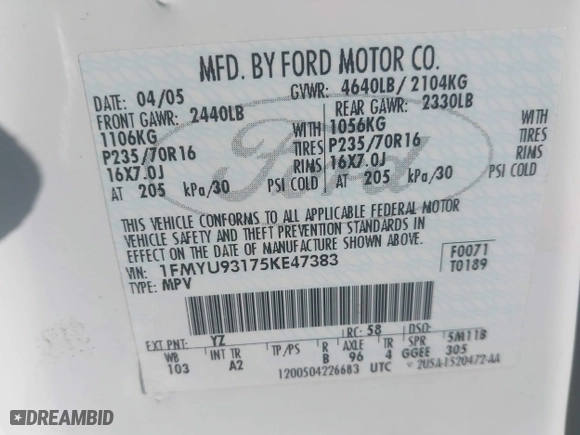 MFD. BY FORD MOTOR CO.
DATE: 04/05 GVWR: 4640LB/ 2104KG
FRONT GAWR: 2440LB REAR GAWR: 2330LB
1106KG WITH 1056KG WITH
P235/70R16 TIRES P235/70R16 TIRES
16X7.0J RIMS 16X7.0J RIMS
AT 205 kPa/30 PSI COLD AT 205 kPa/30 PSI COLD
Ford
THIS VEHICLE CONFORMS TO ALL APPLICABLE FEDERAL MOTOR
VEHICLE SAFETY AND THEFT PREVENTION STANDARDS IN
EFFECT ON THE DATE OF MANUFACTURE SHOWN ABOVE.
VIN: 1FMYU93175KE47383 F0071
TYPE: MPV T0189
EXT PNT: YZ RC: 58 DSO:
WB INT TR TP/PS R AXLE TR SPR 5M11B
103 A2 B 96 4 GGEE 305
1200504226683 UTC 2U5A-1520472-AA
DREAMBID